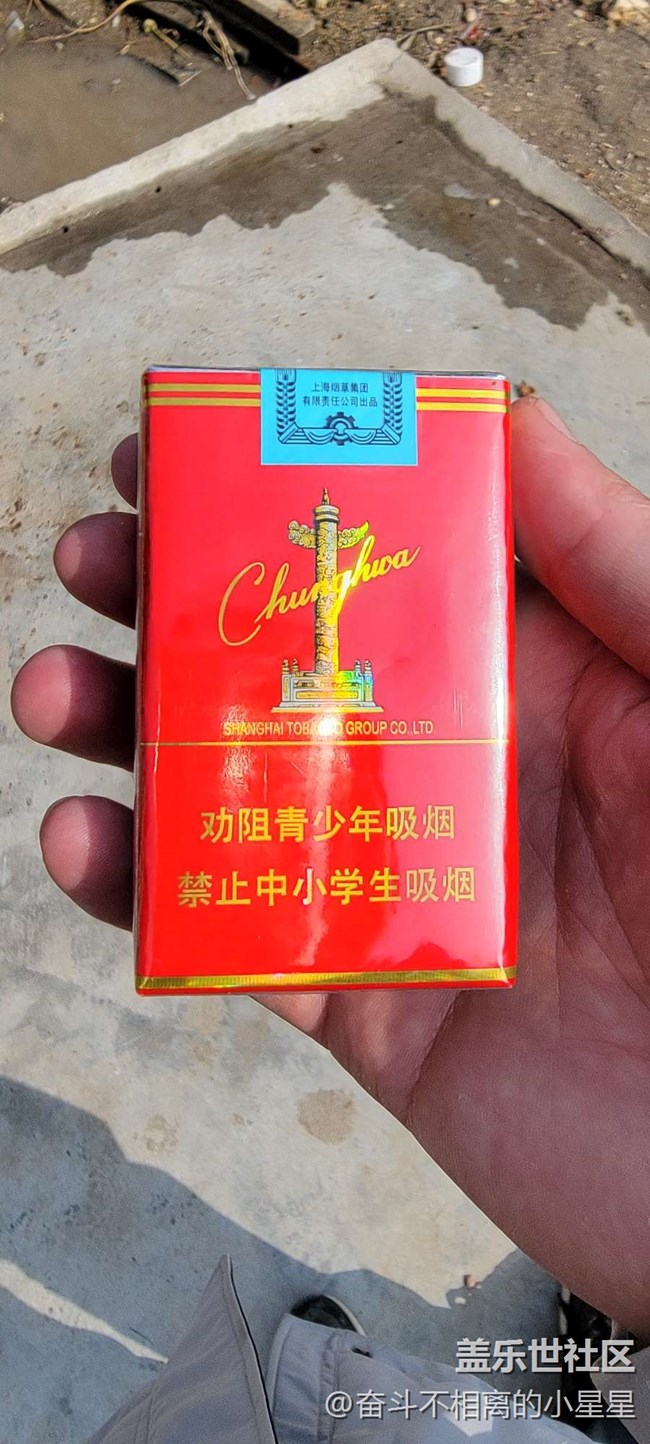 上海烟草集团
有限责任公司出品
Chunghwa
SHANGHAI TOBACCO GROUP CO.,LTD
劝阻青少年吸烟
禁止中小学生吸烟
盖乐世社区
@奋斗不相离的小星星